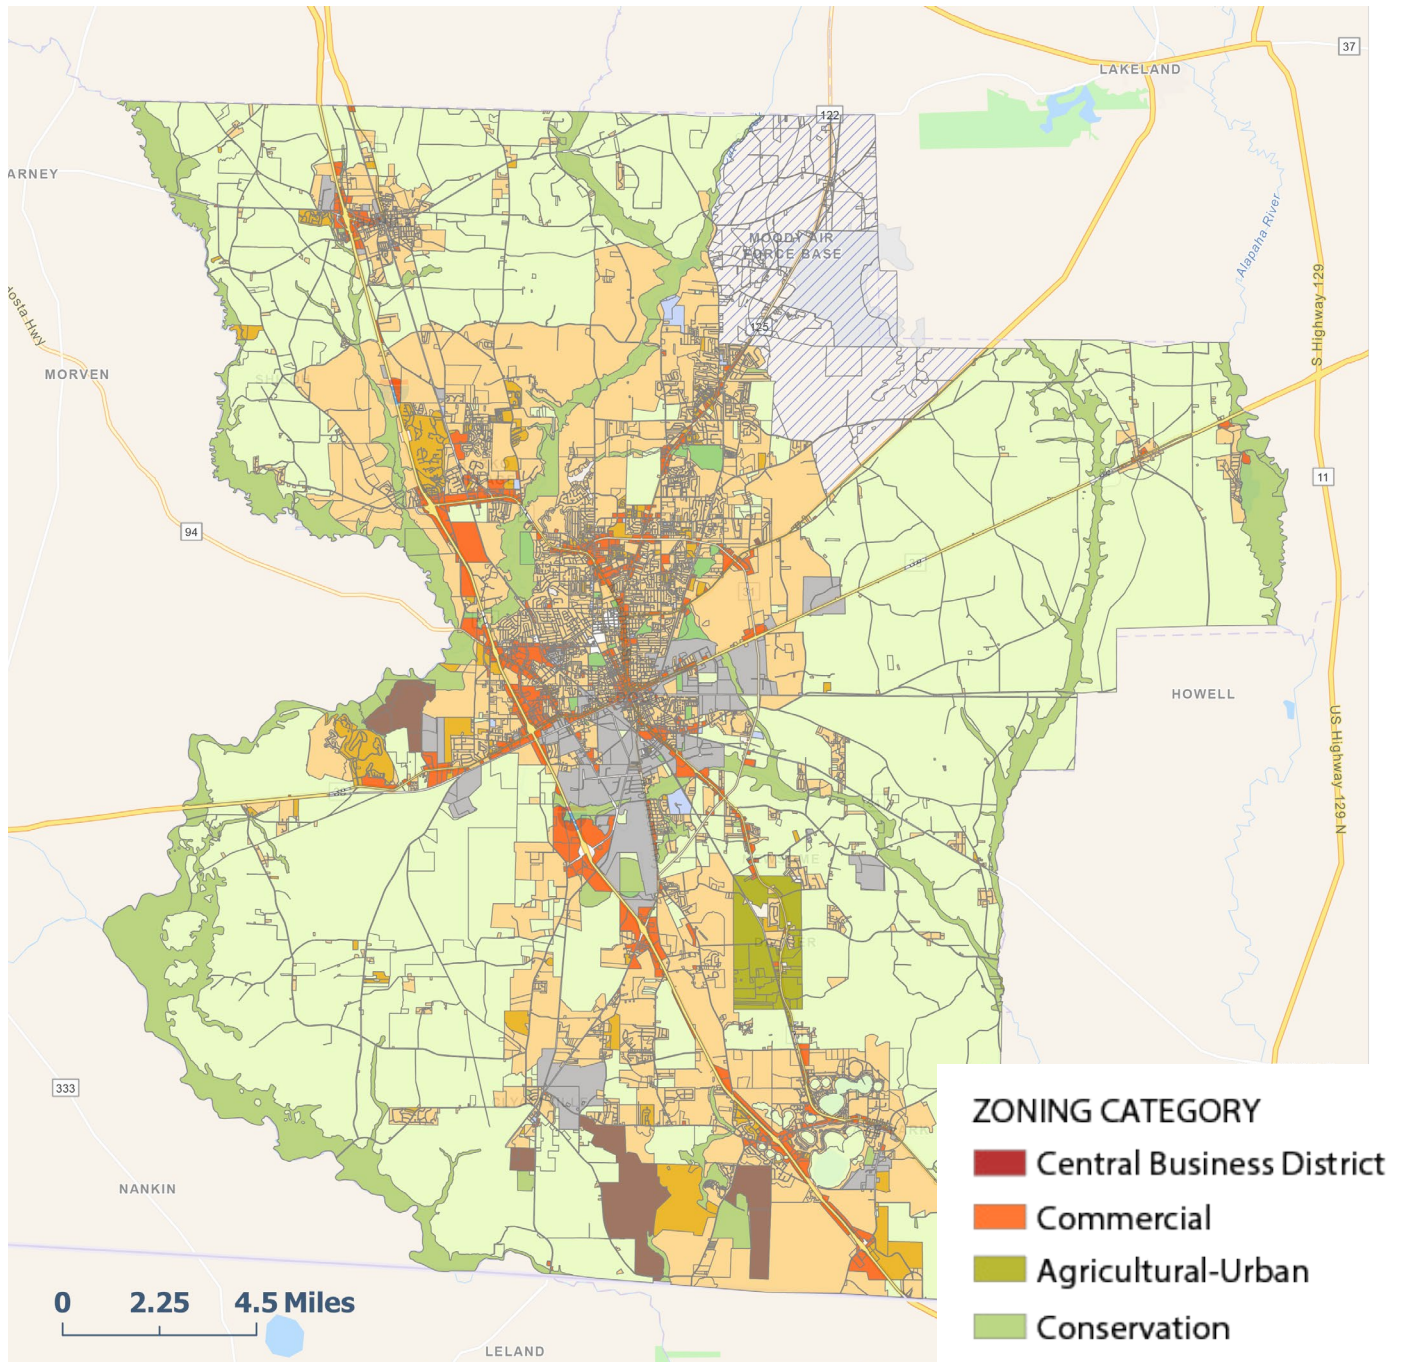 37
LAKELAND
122
ARNEY
Alapaha River
MOODY AIR
FORCE BASE
S Highway 129
dosta Hwy
125
MORVEN
11
94
31
HOWELL
US Highway 129 N
333
ZONING CATEGORY
Central Business District
Commercial
Agricultural-Urban
Conservation
NANKIN
0 2.25 4.5 Miles
LELAND